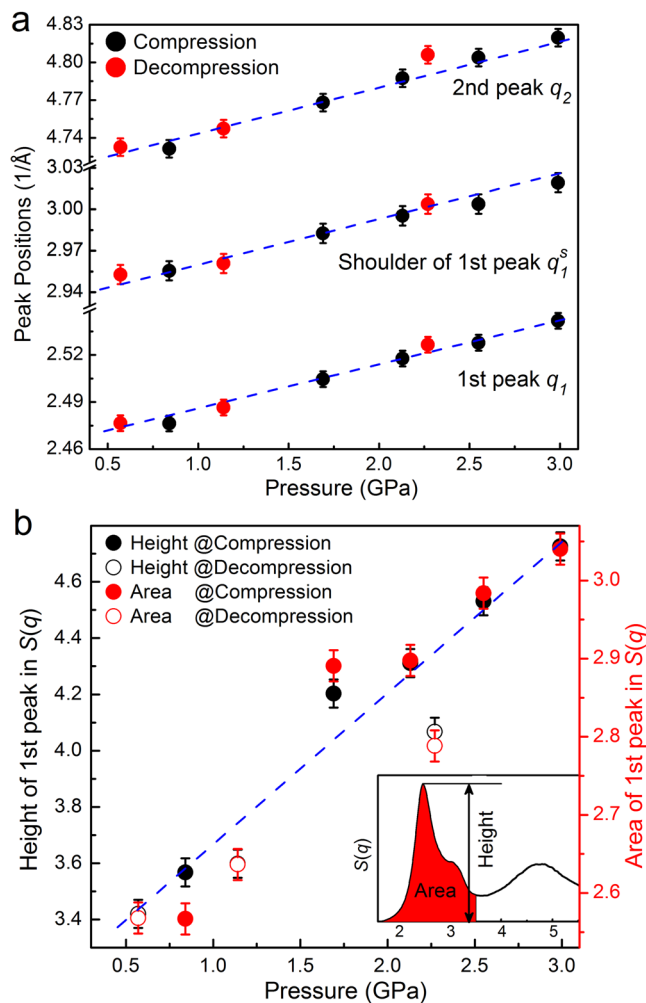 a
4.83
4.80
4.77
4.74
3.03
3.00
2.97
2.94
2.52
2.49
2.46
Peak Positions (1/Å)
Compression
Decompression
2nd peak q2
Shoulder of 1st peak q1s
1st peak q1
0.5 1.0 1.5 2.0 2.5 3.0
Pressure (GPa)
b
4.6
4.4
4.2
4.0
3.8
3.6
3.4
Height of 1st peak in S(q)
Height @Compression
Height @Decompression
Area @Compression
Area @Decompression
3.0
2.9
2.8
2.7
2.6
Area of 1st peak in S(q)
S(q)
Height
Area
2 3 4 5
0.5 1.0 1.5 2.0 2.5 3.0
Pressure (GPa)